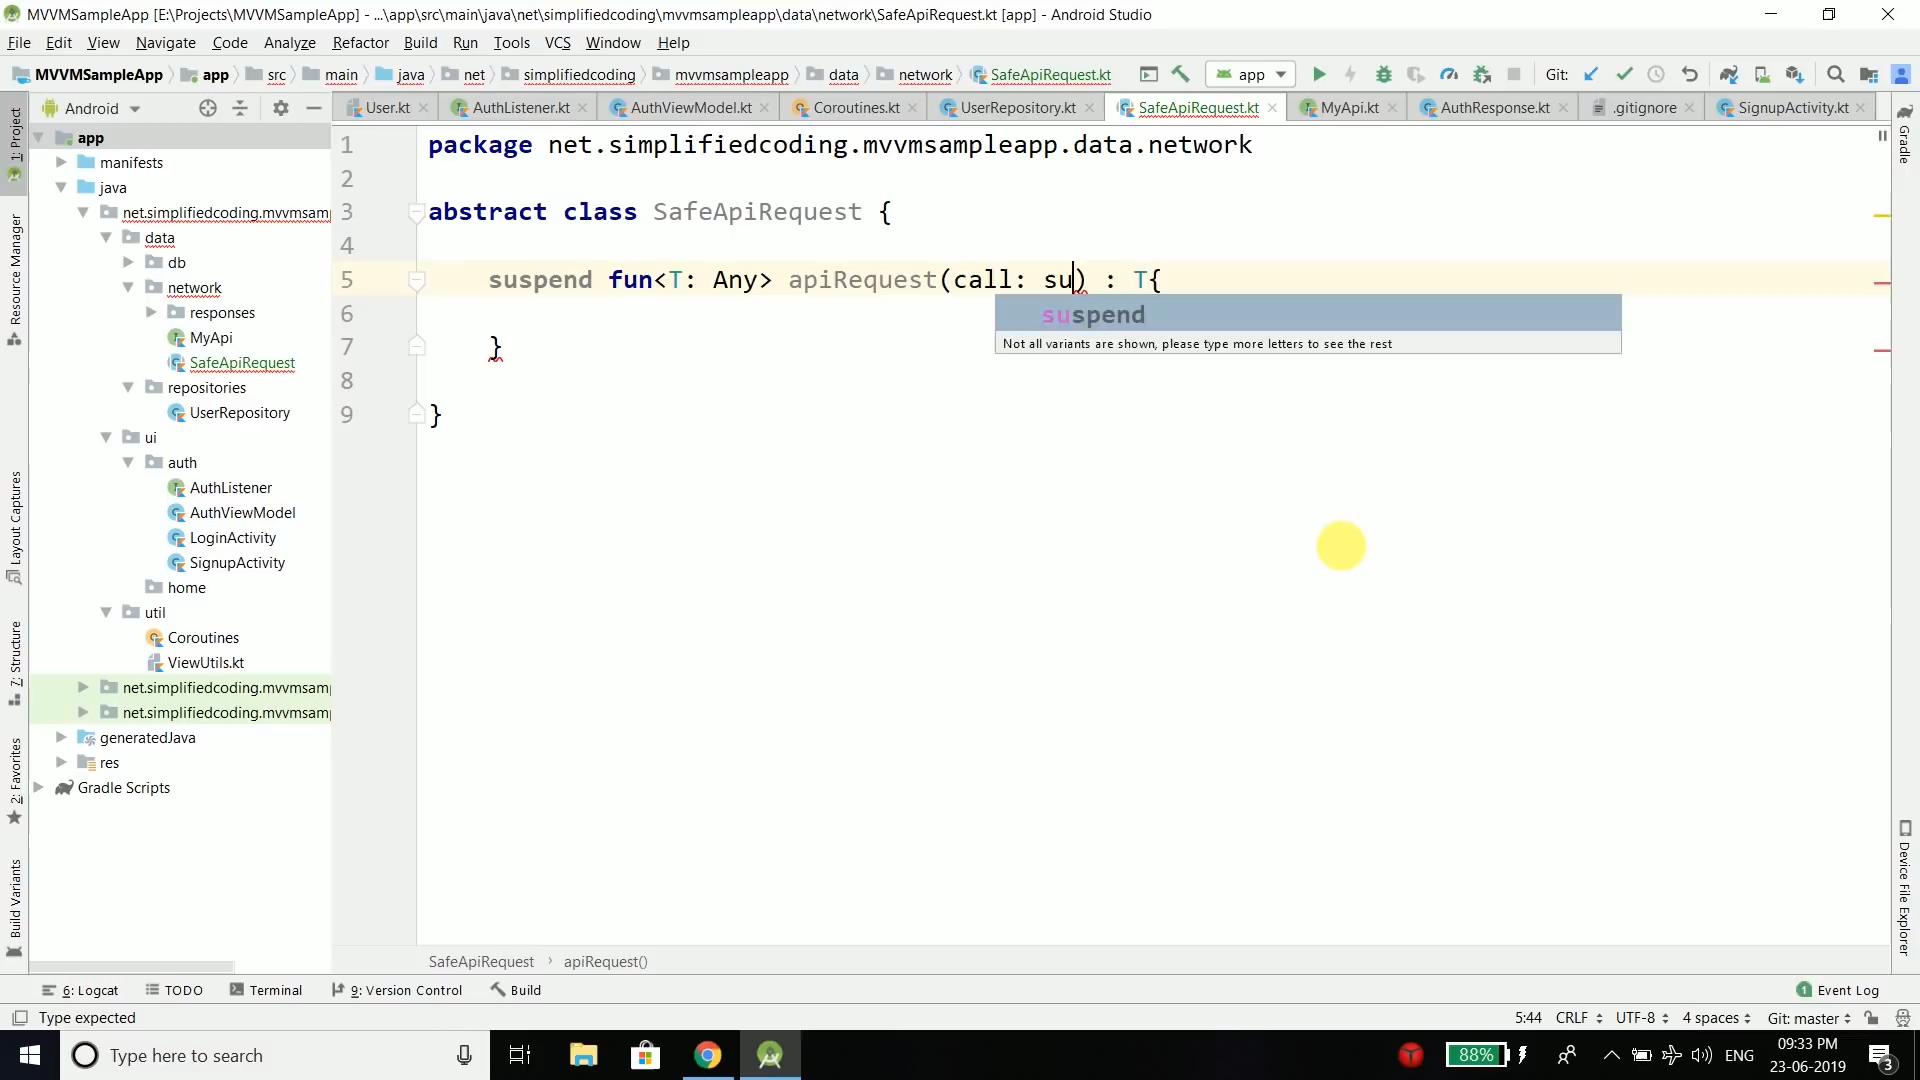 MVVMSampleApp [E:\Projects\MVVMSampleApp] - ...\app\src\main\java\net\simplifiedcoding\mvvmsampleapp\data\network\SafeApiRequest.kt [app] - Android Studio
File Edit View Navigate Code Analyze Refactor Build Run Tools VCS Window Help
MVVMSampleApp app src main java net simplifiedcoding mvvmsampleapp data network SafeApiRequest.kt app Git:
Android User.kt AuthListener.kt AuthViewModel.kt Coroutines.kt UserRepository.kt SafeApiRequest.kt MyApi.kt AuthResponse.kt .gitignore SignupActivity.kt
1: Project
Resource Manager
Layout Captures
7: Structure
2: Favorites
Build Variants
app
manifests
java
net.simplifiedcoding.mvvmsamp
data
db
network
responses
MyApi
SafeApiRequest
repositories
UserRepository
ui
auth
AuthListener
AuthViewModel
LoginActivity
SignupActivity
home
util
Coroutines
ViewUtils.kt
net.simplifiedcoding.mvvmsamp
net.simplifiedcoding.mvvmsamp
generatedJava
res
Gradle Scripts
1 package net.simplifiedcoding.mvvmsampleapp.data.network
2
3 abstract class SafeApiRequest {
4
5 suspend fun<T: Any> apiRequest(call: su) : T{
suspend
Not all variants are shown, please type more letters to see the rest
6
7 }
8
9 }
Gradle
Device File Explorer
SafeApiRequest › apiRequest()
6: Logcat TODO Terminal 9: Version Control Build 1 Event Log
Type expected 5:44 CRLF UTF-8 4 spaces Git: master
Type here to search 88% ENG 09:33 PM
23-06-2019 3